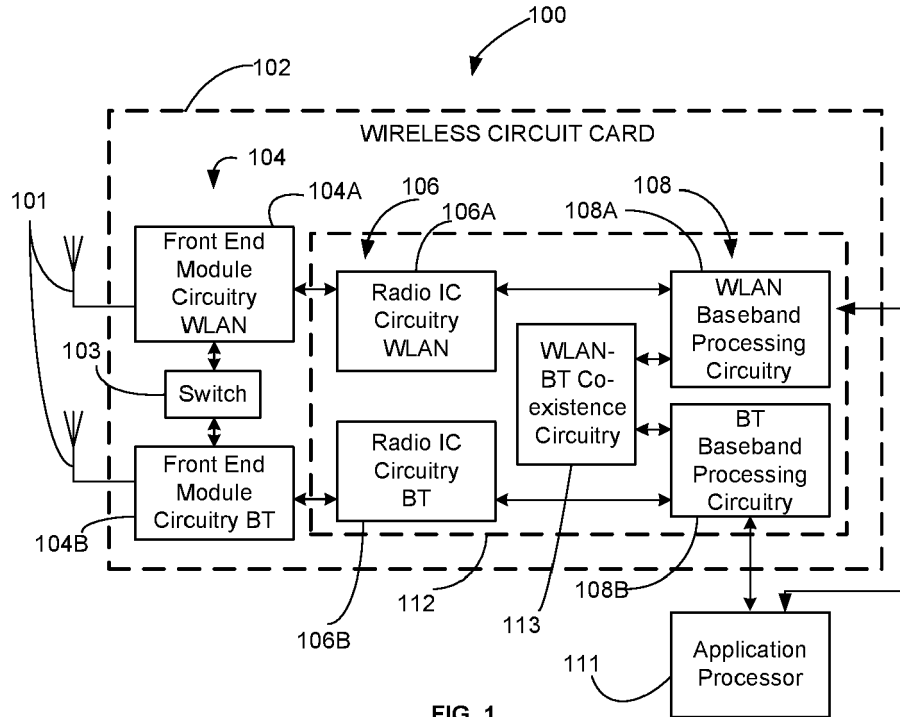 100
102
WIRELESS CIRCUIT CARD
104
104A
101
106
106A
108
108A
Front End
Module
Circuitry
WLAN
Radio IC
Circuitry
WLAN
WLAN
Baseband
Processing
Circuitry
103
Switch
WLAN-
BT Co-
existence
Circuitry
Front End
Module
Circuitry BT
Radio IC
Circuitry
BT
BT
Baseband
Processing
Circuitry
104B
112
106B
113
108B
111
Application
Processor
FIG. 1